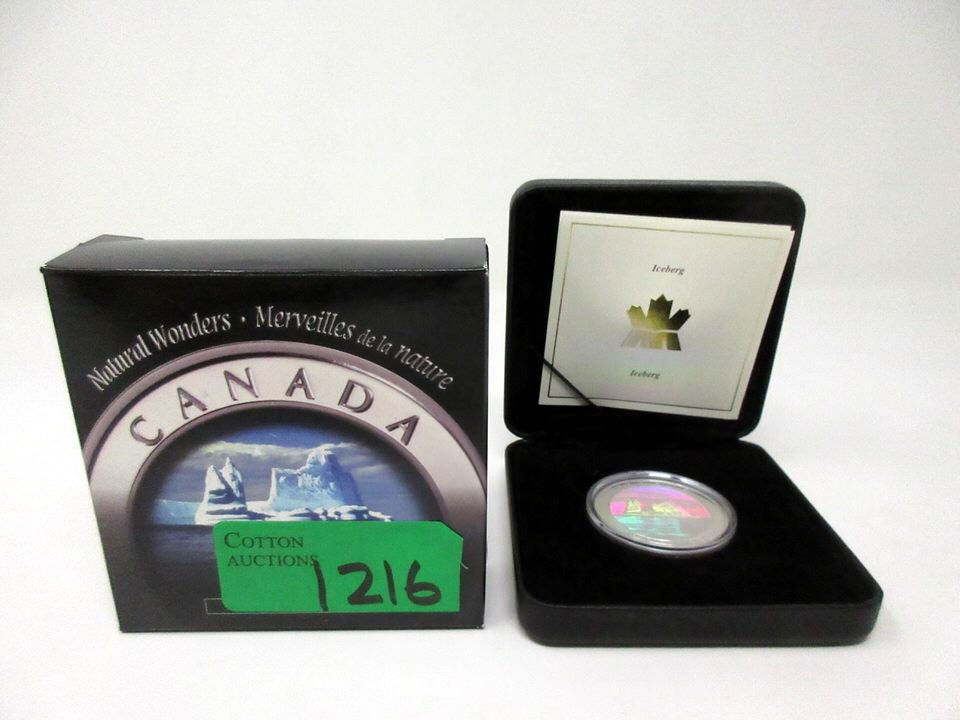 Natural Wonders · Merveilles de la nature
CANADA
COTTON
AUCTIONS
1216
Iceberg
Iceberg